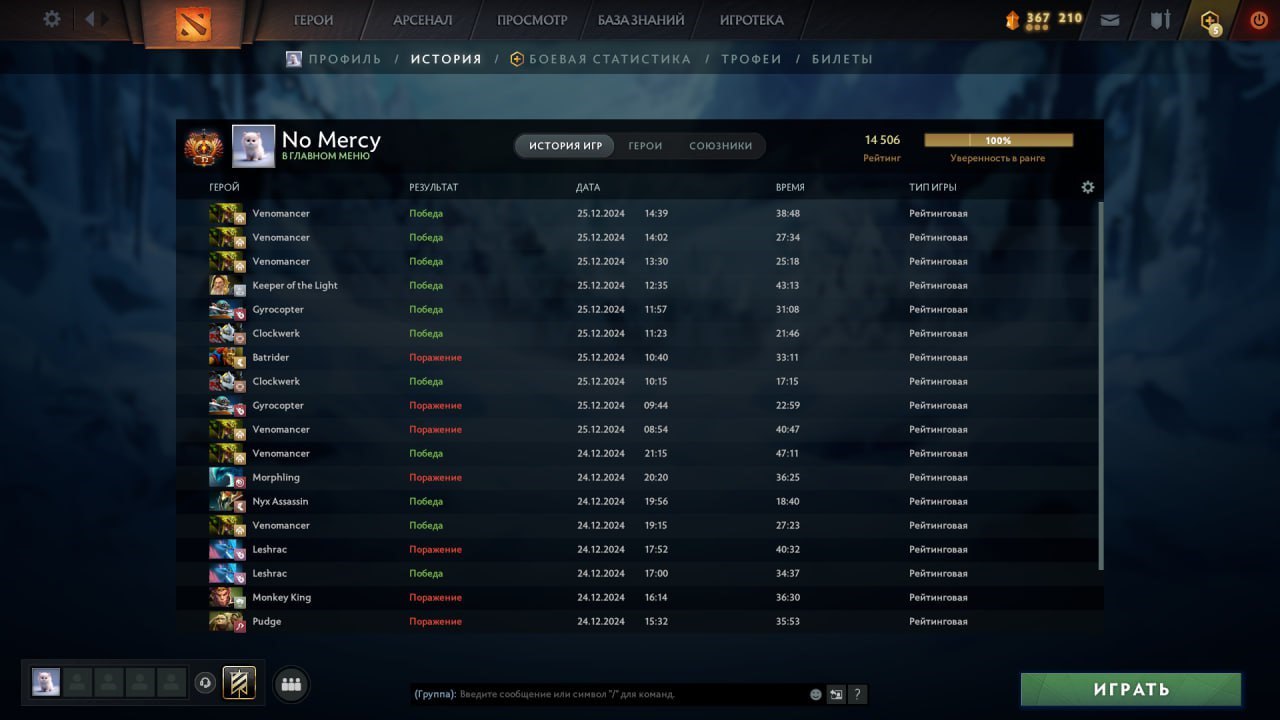 ГЕРОИ АРСЕНАЛ ПРОСМОТР БАЗА ЗНАНИЙ ИГРОТЕКА 367 210 5
ПРОФИЛЬ / ИСТОРИЯ / БОЕВАЯ СТАТИСТИКА / ТРОФЕИ / БИЛЕТЫ
No Mercy
В ГЛАВНОМ МЕНЮ
ИСТОРИЯ ИГР ГЕРОИ СОЮЗНИКИ
14 506 100%
Рейтинг Уверенность в ранге
ГЕРОЙ РЕЗУЛЬТАТ ДАТА ВРЕМЯ ТИП ИГРЫ
Venomancer Победа 25.12.2024 14:39 38:48 Рейтинговая
Venomancer Победа 25.12.2024 14:02 27:34 Рейтинговая
Venomancer Победа 25.12.2024 13:30 25:18 Рейтинговая
Keeper of the Light Победа 25.12.2024 12:35 43:13 Рейтинговая
Gyrocopter Победа 25.12.2024 11:57 31:08 Рейтинговая
Clockwerk Победа 25.12.2024 11:23 21:46 Рейтинговая
Batrider Поражение 25.12.2024 10:40 33:11 Рейтинговая
Clockwerk Победа 25.12.2024 10:15 17:15 Рейтинговая
Gyrocopter Поражение 25.12.2024 09:44 22:59 Рейтинговая
Venomancer Поражение 25.12.2024 08:54 40:47 Рейтинговая
Venomancer Победа 24.12.2024 21:15 47:11 Рейтинговая
Morphling Поражение 24.12.2024 20:20 36:25 Рейтинговая
Nyx Assassin Победа 24.12.2024 19:56 18:40 Рейтинговая
Venomancer Победа 24.12.2024 19:15 27:23 Рейтинговая
Leshrac Поражение 24.12.2024 17:52 40:32 Рейтинговая
Leshrac Победа 24.12.2024 17:00 34:37 Рейтинговая
Monkey King Поражение 24.12.2024 16:14 36:30 Рейтинговая
Pudge Поражение 24.12.2024 15:32 35:53 Рейтинговая
(Группа): Введите сообщение или символ "/" для команд. ?
ИГРАТЬ